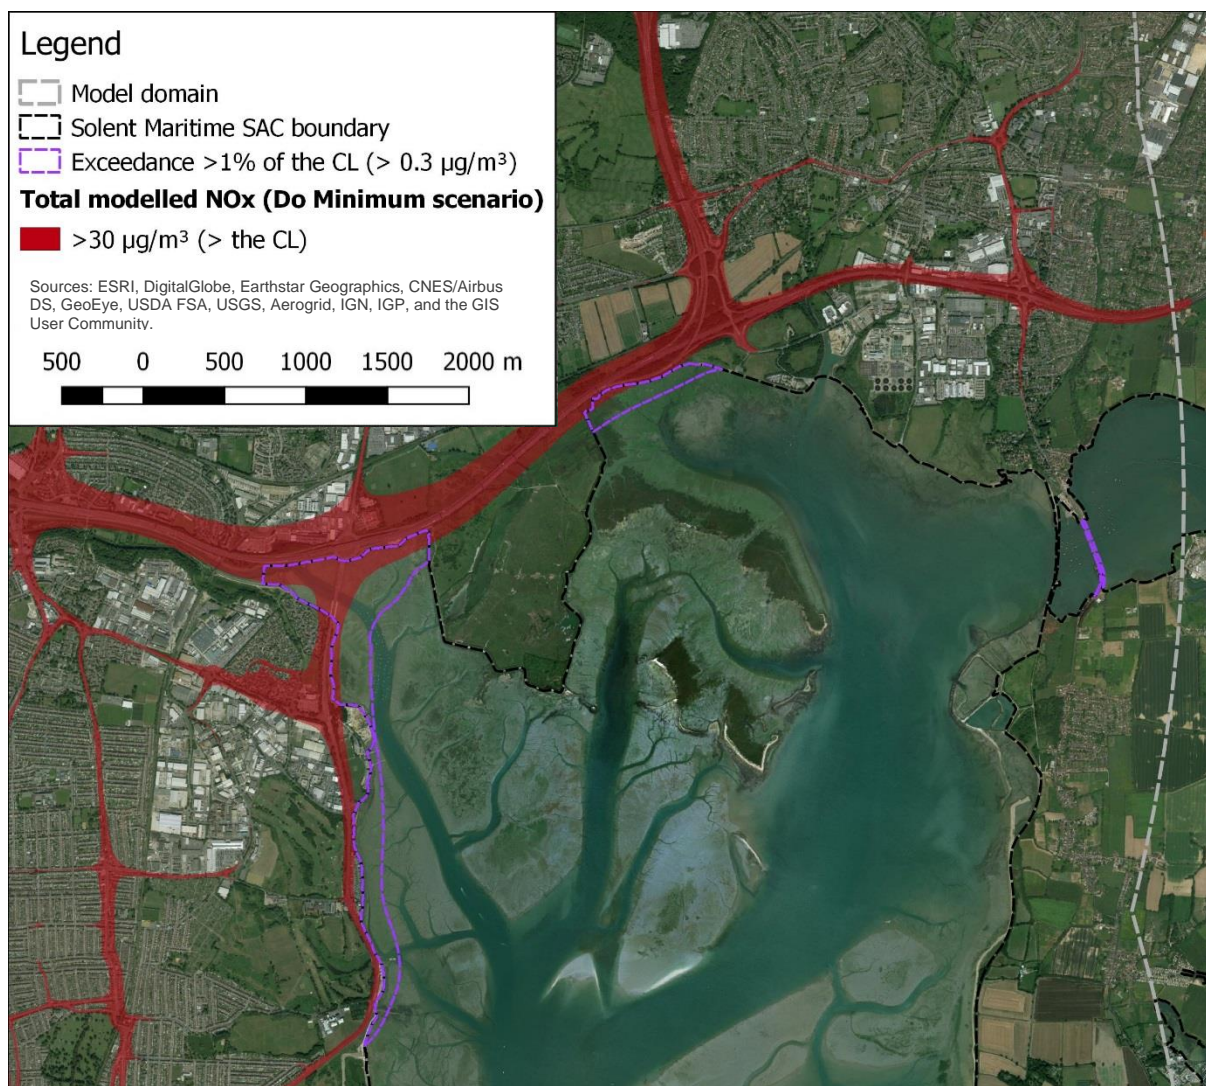 Legend
Model domain
Solent Maritime SAC boundary
Exceedance >1% of the CL (> 0.3 µg/m³)
Total modelled NOx (Do Minimum scenario)
>30 µg/m³ (> the CL)
Sources: ESRI, DigitalGlobe, Earthstar Geographics, CNES/Airbus
DS, GeoEye, USDA FSA, USGS, Aerogrid, IGN, IGP, and the GIS
User Community.
500 0 500 1000 1500 2000 m